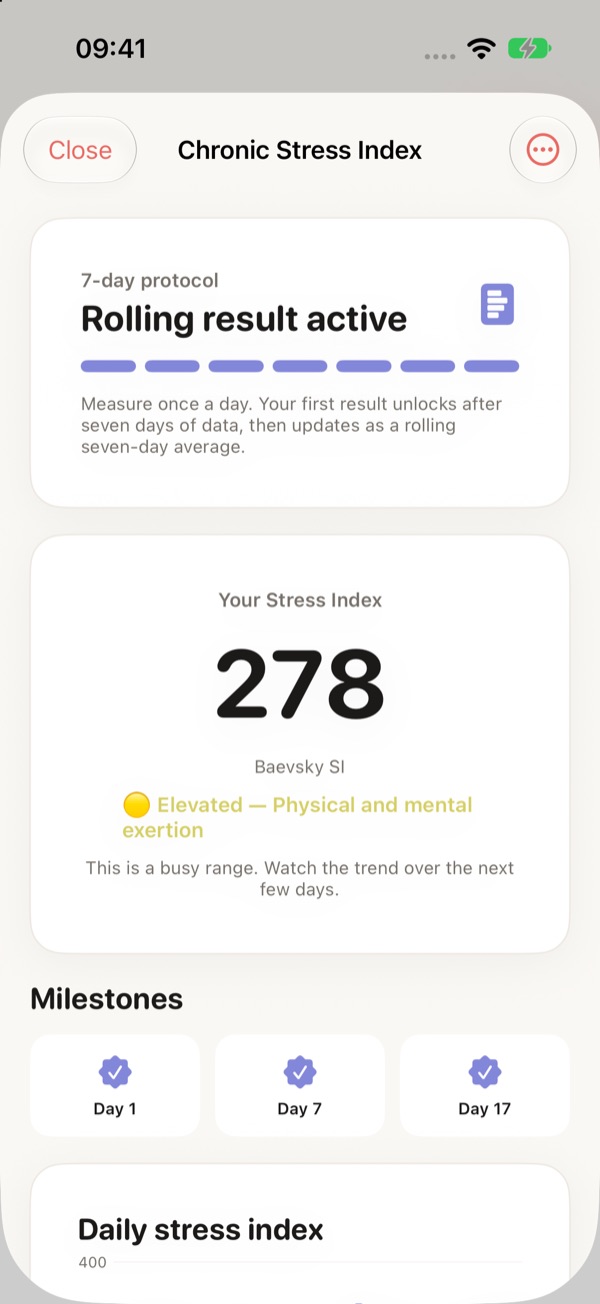 09:41
Close
Chronic Stress Index
7-day protocol
Rolling result active
Measure once a day. Your first result unlocks after
seven days of data, then updates as a rolling
seven-day average.
Your Stress Index
278
Baevsky SI
🟡 Elevated — Physical and mental
exertion
This is a busy range. Watch the trend over the next
few days.
Milestones
Day 1
Day 7
Day 17
Daily stress index
400